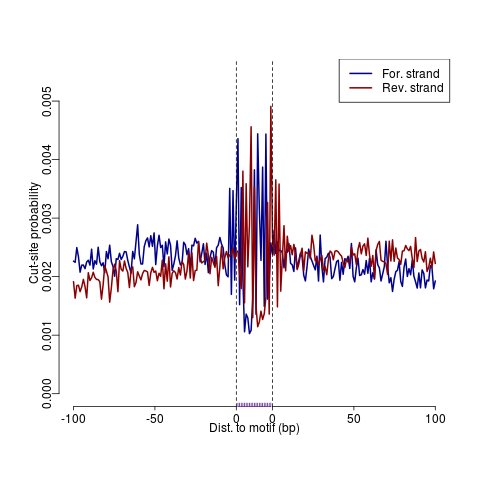 For. strand
Rev. strand
Cut-site probability
0.005
0.004
0.003
0.002
0.001
0.000
-100 -50 0 0 50 100
Dist. to motif (bp)